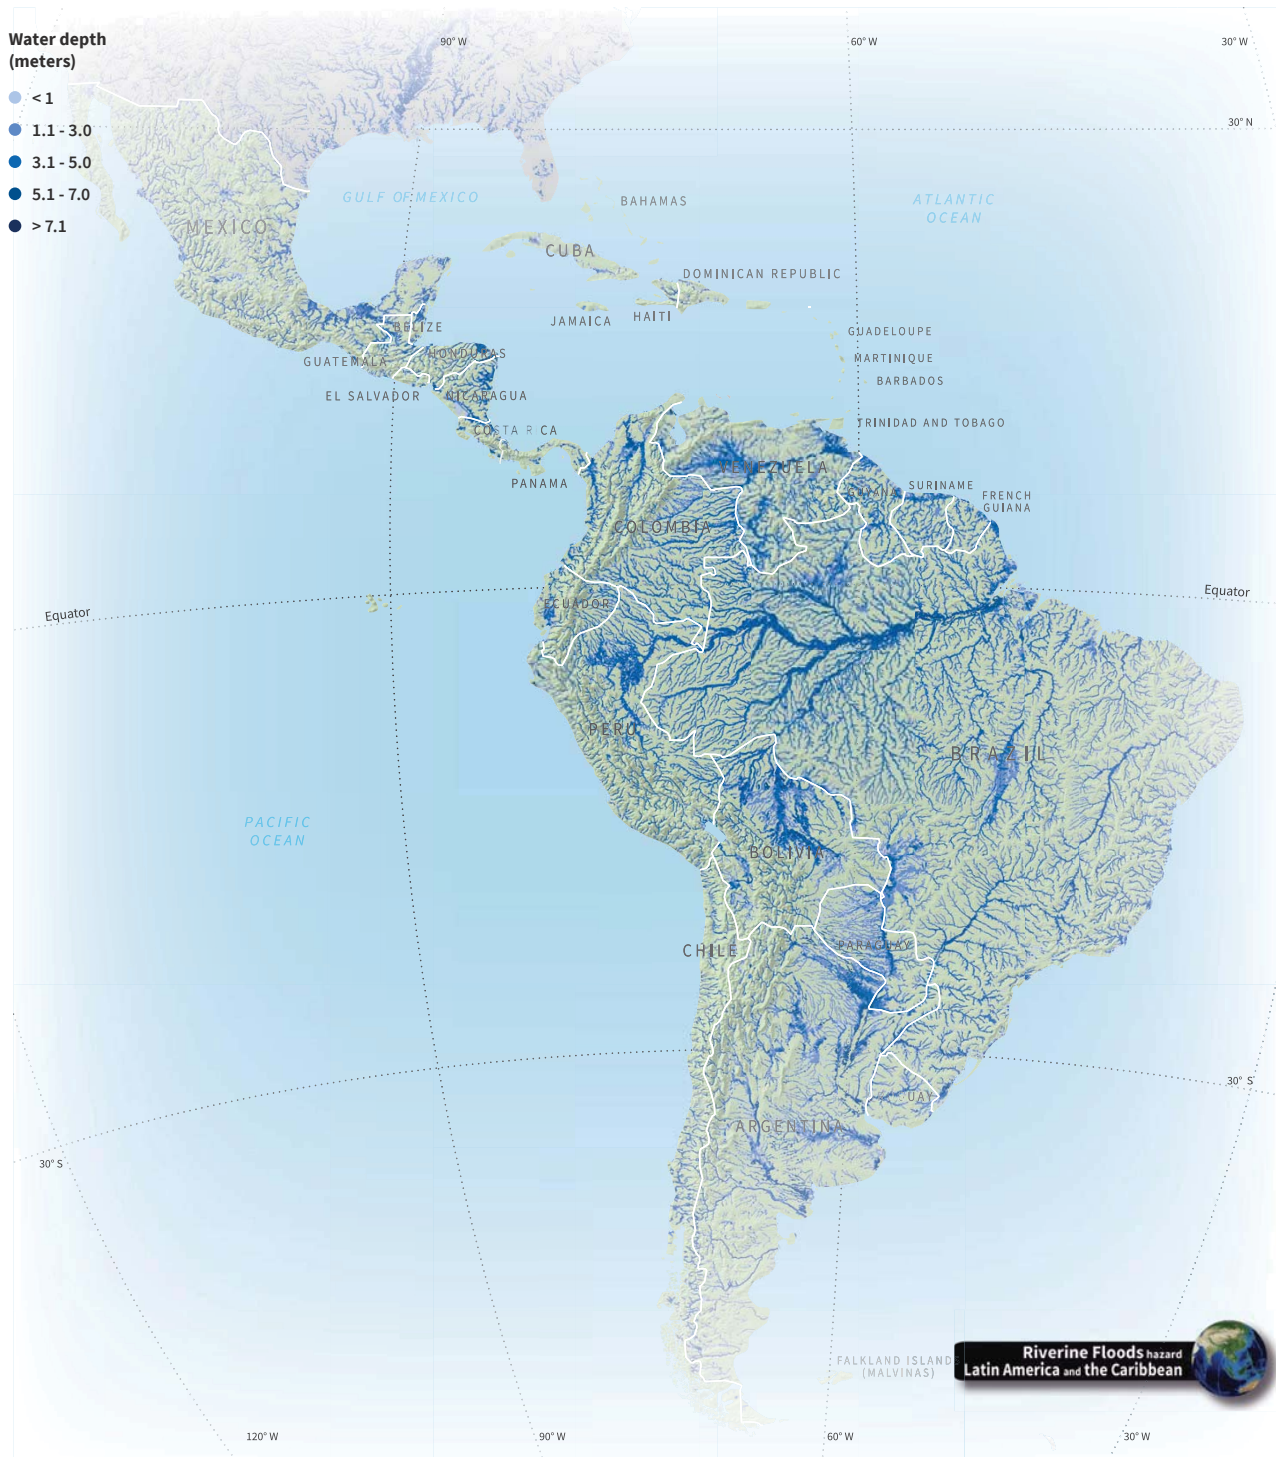 Water depth
(meters)
< 1
1.1 - 3.0
3.1 - 5.0
5.1 - 7.0
> 7.1
90° W
60° W
30° W
30° N
GULF OF MEXICO
ATLANTIC
OCEAN
BAHAMAS
MEXICO
CUBA
DOMINICAN REPUBLIC
JAMAICA
HAITI
BELIZE
GUADELOUPE
HONDURAS
MARTINIQUE
GUATEMALA
BARBADOS
EL SALVADOR
NICARAGUA
TRINIDAD AND TOBAGO
COSTA RICA
VENEZUELA
PANAMA
GUYANA
SURINAME
FRENCH
GUIANA
COLOMBIA
Equator
Equator
ECUADOR
PERU
BRAZIL
PACIFIC
OCEAN
BOLIVIA
CHILE
PARAGUAY
30° S
UAY
ARGENTINA
30° S
FALKLAND ISLANDS
(MALVINAS)
Riverine Floods hazard
Latin America and the Caribbean
120° W
90° W
60° W
30° W